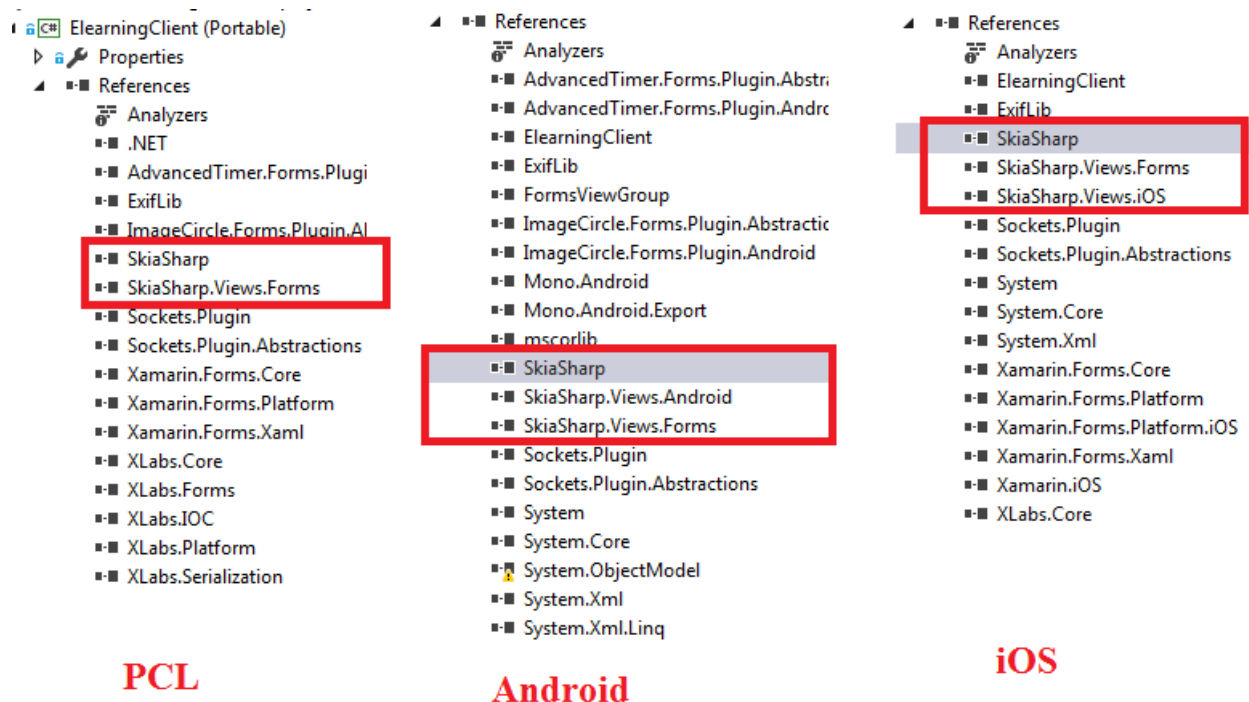 ElearningClient (Portable)
Properties
References
Analyzers
.NET
AdvancedTimer.Forms.Plugi
ExifLib
ImageCircle.Forms.Plugin.Al
SkiaSharp
SkiaSharp.Views.Forms
Sockets.Plugin
Sockets.Plugin.Abstractions
Xamarin.Forms.Core
Xamarin.Forms.Platform
Xamarin.Forms.Xaml
XLabs.Core
XLabs.Forms
XLabs.IOC
XLabs.Platform
XLabs.Serialization
PCL
References
Analyzers
AdvancedTimer.Forms.Plugin.Abstra
AdvancedTimer.Forms.Plugin.Andro
ElearningClient
ExifLib
FormsViewGroup
ImageCircle.Forms.Plugin.Abstractio
ImageCircle.Forms.Plugin.Android
Mono.Android
Mono.Android.Export
mscorlib
SkiaSharp
SkiaSharp.Views.Android
SkiaSharp.Views.Forms
Sockets.Plugin
Sockets.Plugin.Abstractions
System
System.Core
System.ObjectModel
System.Xml
System.Xml.Linq
Android
References
Analyzers
ElearningClient
ExifLib
SkiaSharp
SkiaSharp.Views.Forms
SkiaSharp.Views.iOS
Sockets.Plugin
Sockets.Plugin.Abstractions
System
System.Core
System.Xml
Xamarin.Forms.Core
Xamarin.Forms.Platform
Xamarin.Forms.Platform.iOS
Xamarin.Forms.Xaml
Xamarin.iOS
XLabs.Core
iOS